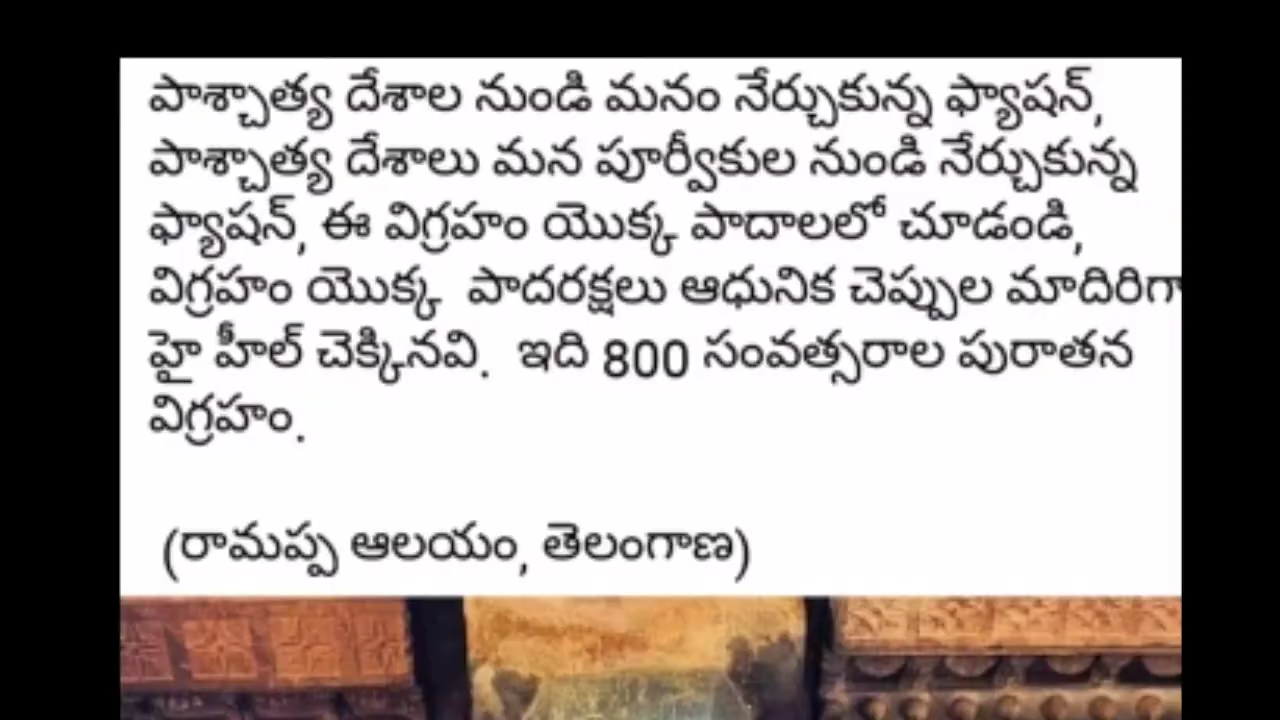 పాశ్చాత్య దేశాల నుండి మనం నేర్చుకున్న ఫ్యాషన్,
పాశ్చాత్య దేశాలు మన పూర్వీకుల నుండి నేర్చుకున్న
ఫ్యాషన్, ఈ విగ్రహం యొక్క పాదాలలో చూడండి,
విగ్రహం యొక్క పాదరక్షలు ఆధునిక చెప్పుల మాదిరిగా
హై హీల్ చెక్కినవి. ఇది 800 సంవత్సరాల పురాతన
విగ్రహం.
(రామప్ప ఆలయం, తెలంగాణ)